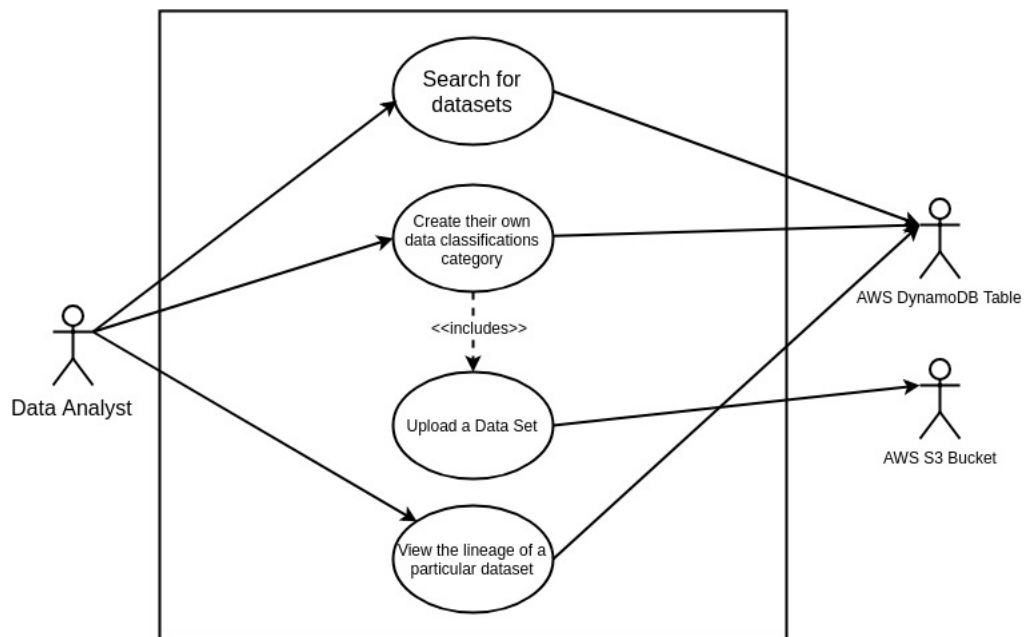 Search for
datasets
Create their own
data classifications
category
<<includes>>
Upload a Data Set
View the lineage of a
particular dataset
Data Analyst
AWS DynamoDB Table
AWS S3 Bucket